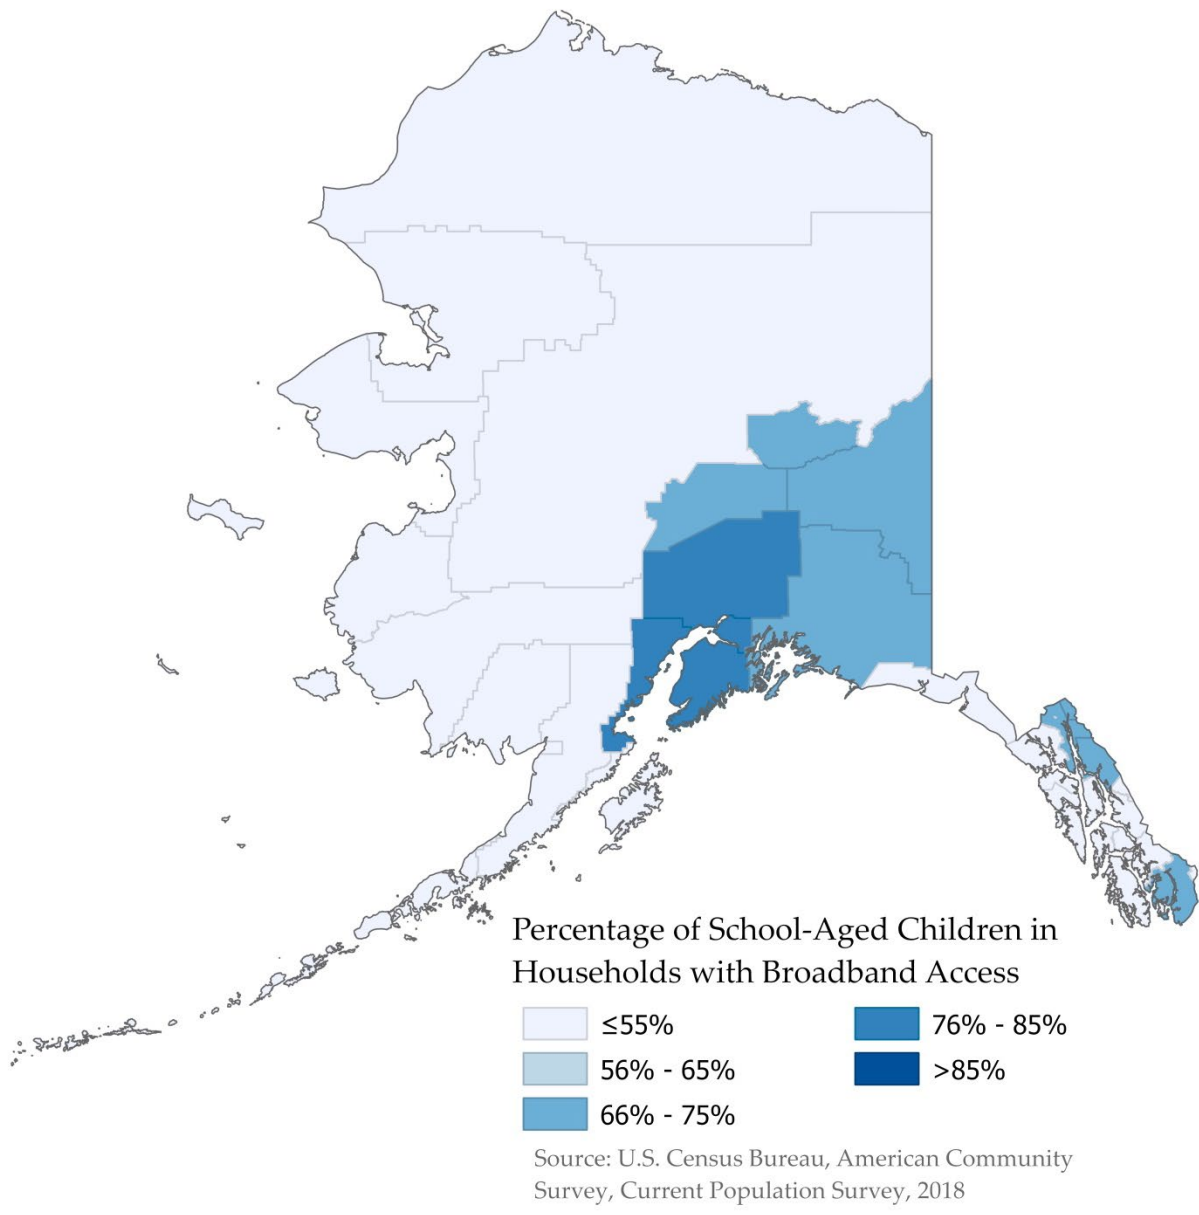 Percentage of School-Aged Children in
Households with Broadband Access
≤55%
56% - 65%
66% - 75%
76% - 85%
>85%
Source: U.S. Census Bureau, American Community
Survey, Current Population Survey, 2018